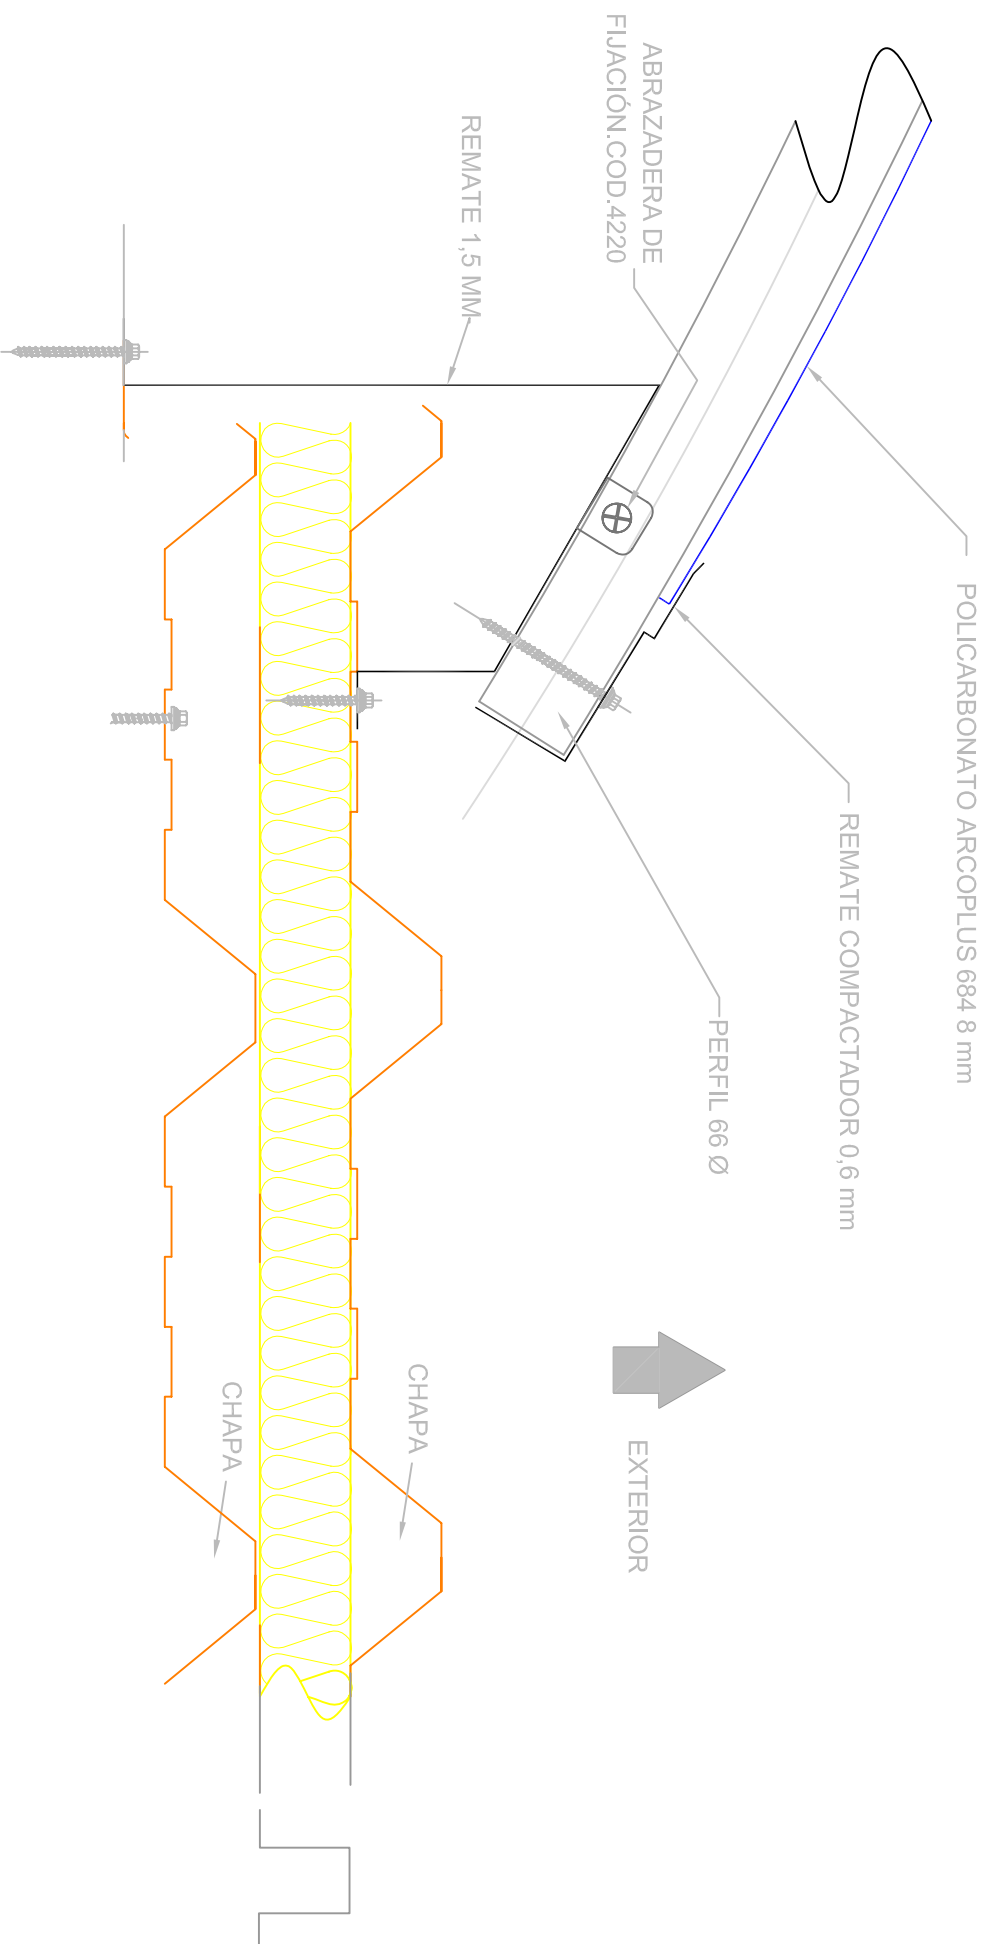 ABRAZADERA DE
FIJACIÓN.COD.4220
REMATE 1,5 MM
POLICARBONATO ARCOPLUS 684 8 mm
REMATE COMPACTADOR 0,6 mm
PERFIL 66 Ø
EXTERIOR
CHAPA
CHAPA